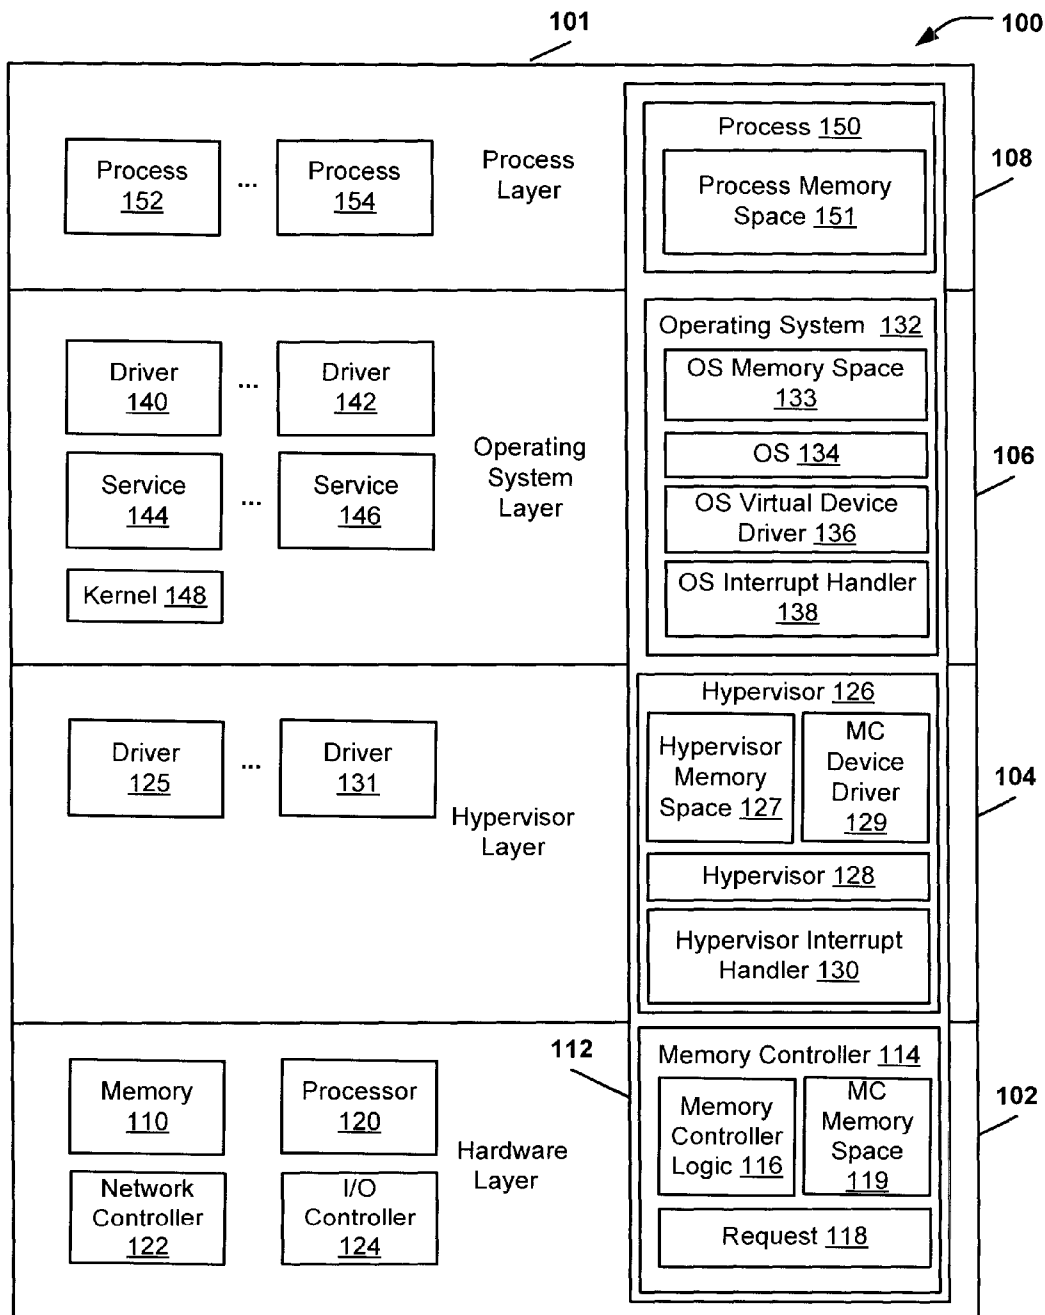 101
100
Process
152
...
Process
154
Process
Layer
Process 150
Process Memory
Space 151
108
Driver
140
...
Driver
142
Service
144
...
Service
146
Kernel 148
Operating
System
Layer
Operating System 132
OS Memory Space
133
OS 134
OS Virtual Device
Driver 136
OS Interrupt Handler
138
106
Driver
125
...
Driver
131
Hypervisor
Layer
Hypervisor 126
Hypervisor
Memory
Space 127
MC
Device
Driver
129
Hypervisor 128
Hypervisor Interrupt
Handler 130
104
Memory
110
Processor
120
Network
Controller
122
I/O
Controller
124
Hardware
Layer
112
Memory Controller 114
Memory
Controller
Logic 116
MC
Memory
Space
119
Request 118
102